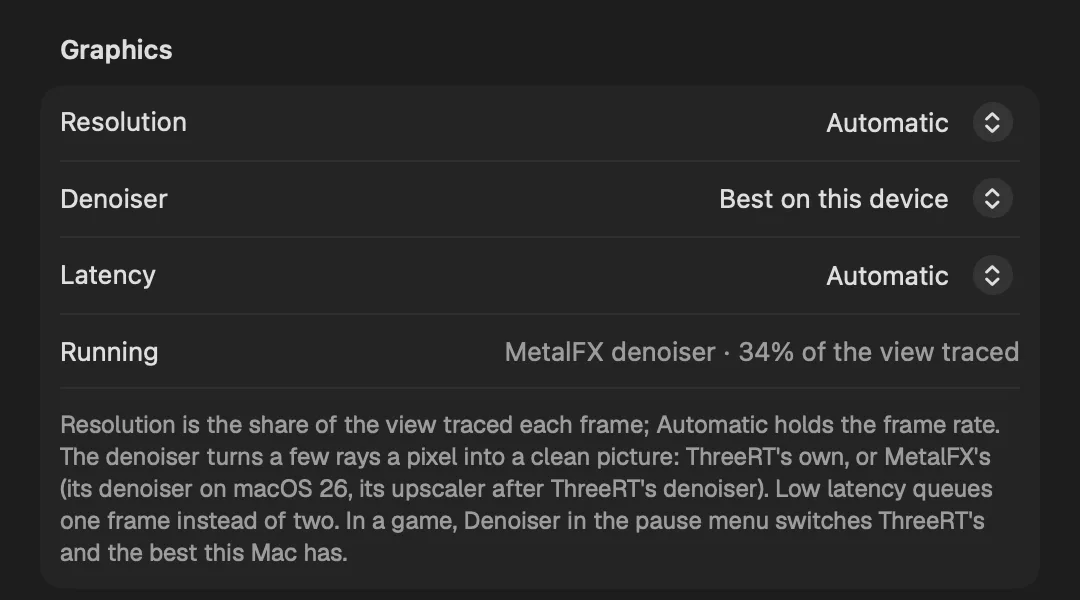 Graphics
Resolution Automatic
Denoiser Best on this device
Latency Automatic
Running MetalFX denoiser · 34% of the view traced
Resolution is the share of the view traced each frame; Automatic holds the frame rate.
The denoiser turns a few rays a pixel into a clean picture: ThreeRT's own, or MetalFX's
(its denoiser on macOS 26, its upscaler after ThreeRT's denoiser). Low latency queues
one frame instead of two. In a game, Denoiser in the pause menu switches ThreeRT's
and the best this Mac has.